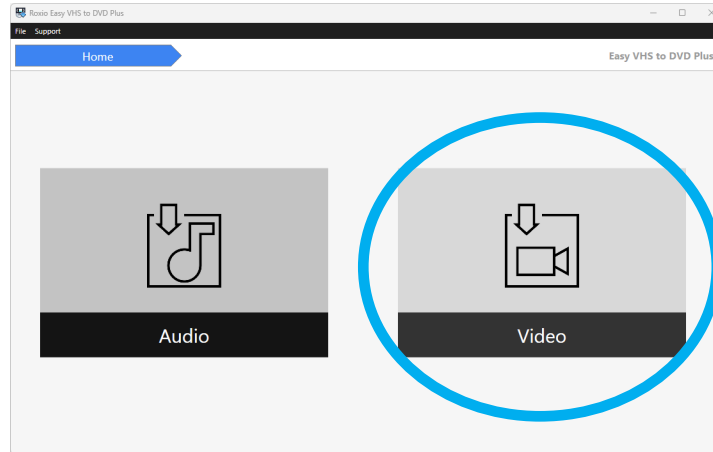 Roxio Easy VHS to DVD Plus
File Support
Home
Easy VHS to DVD Plus
Audio
Video